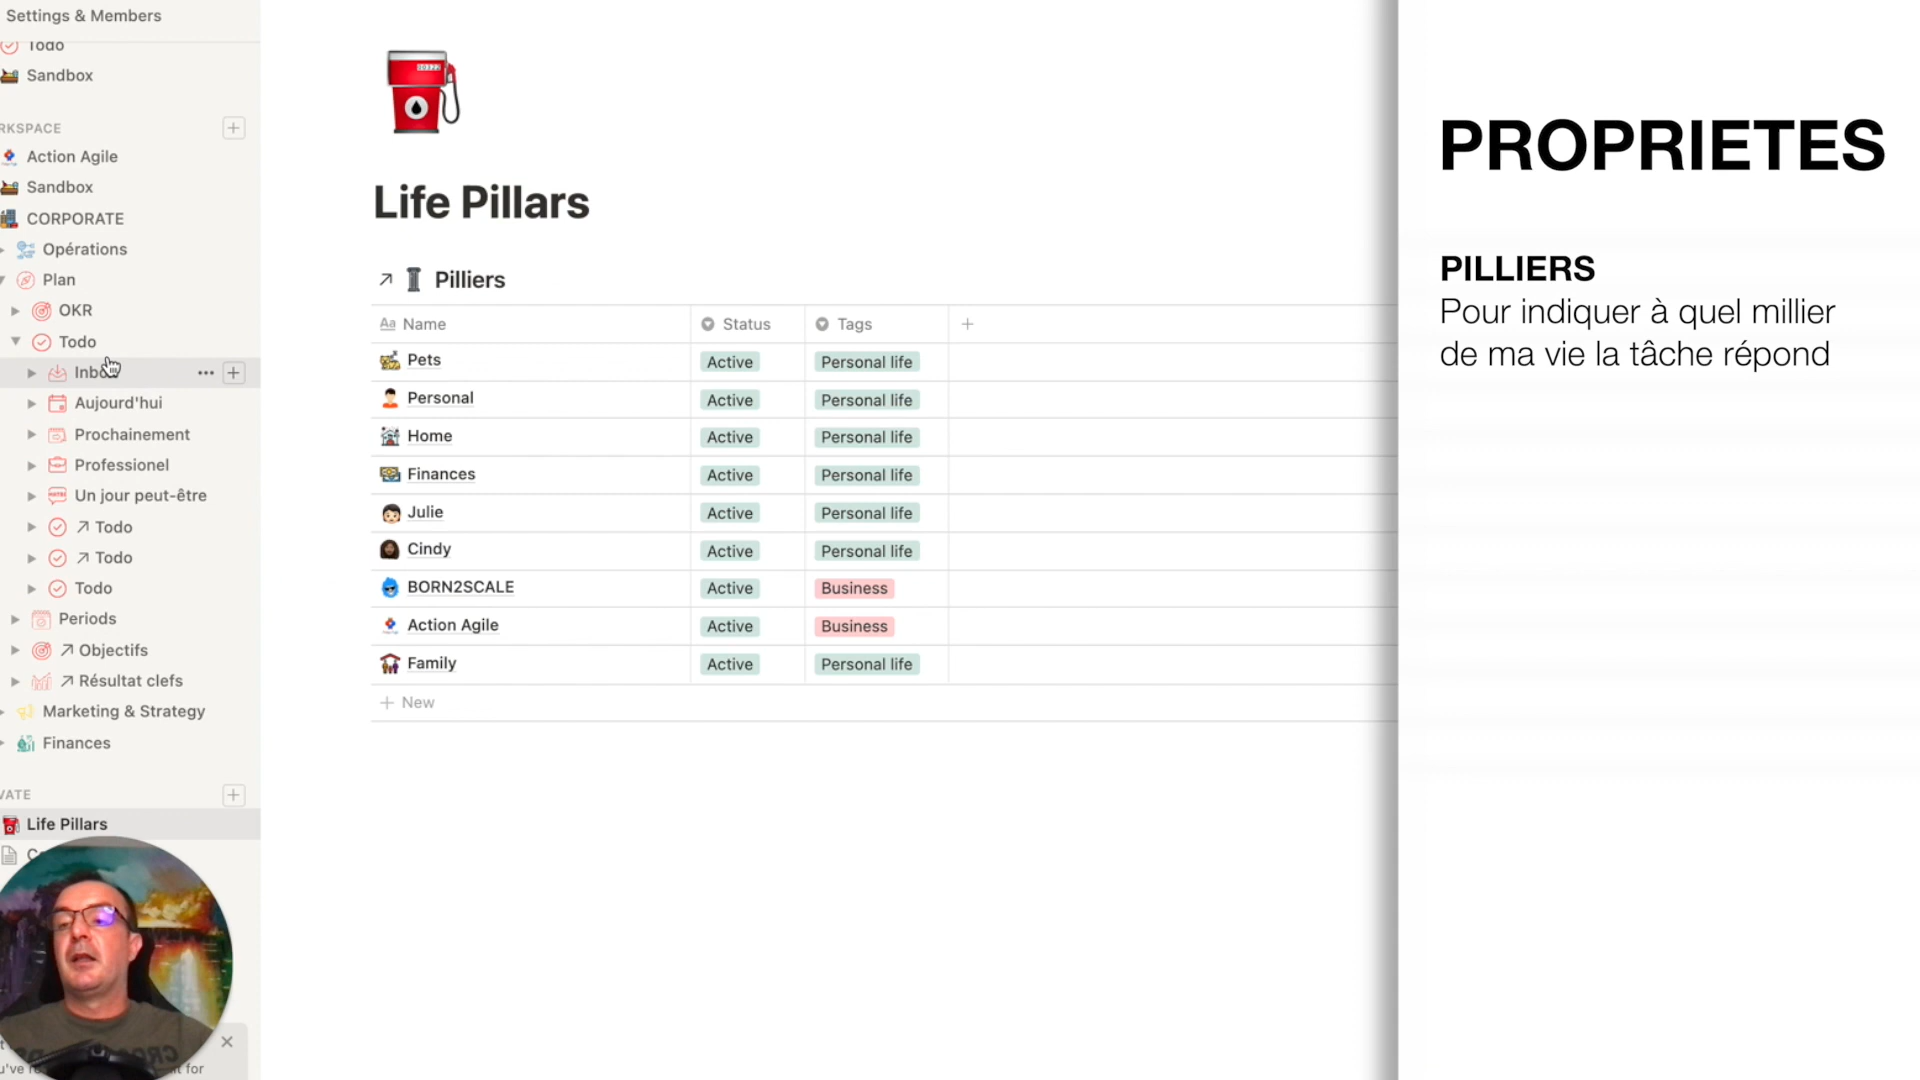 Settings & Members
Todo
Sandbox
RKSPACE
Action Agile
Sandbox
CORPORATE
Opérations
Plan
OKR
Todo
Inbo
Aujourd'hui
Prochainement
Professionel
Un jour peut-être
↗ Todo
↗ Todo
Todo
Periods
↗ Objectifs
↗ Résultat clefs
Marketing & Strategy
Finances
VATE
Life Pillars
Life Pillars
↗ Pilliers
Aa Name Status Tags
Pets Active Personal life
Personal Active Personal life
Home Active Personal life
Finances Active Personal life
Julie Active Personal life
Cindy Active Personal life
BORN2SCALE Active Business
Action Agile Active Business
Family Active Personal life
+ New
PROPRIETES
PILLIERS
Pour indiquer à quel millier
de ma vie la tâche répond